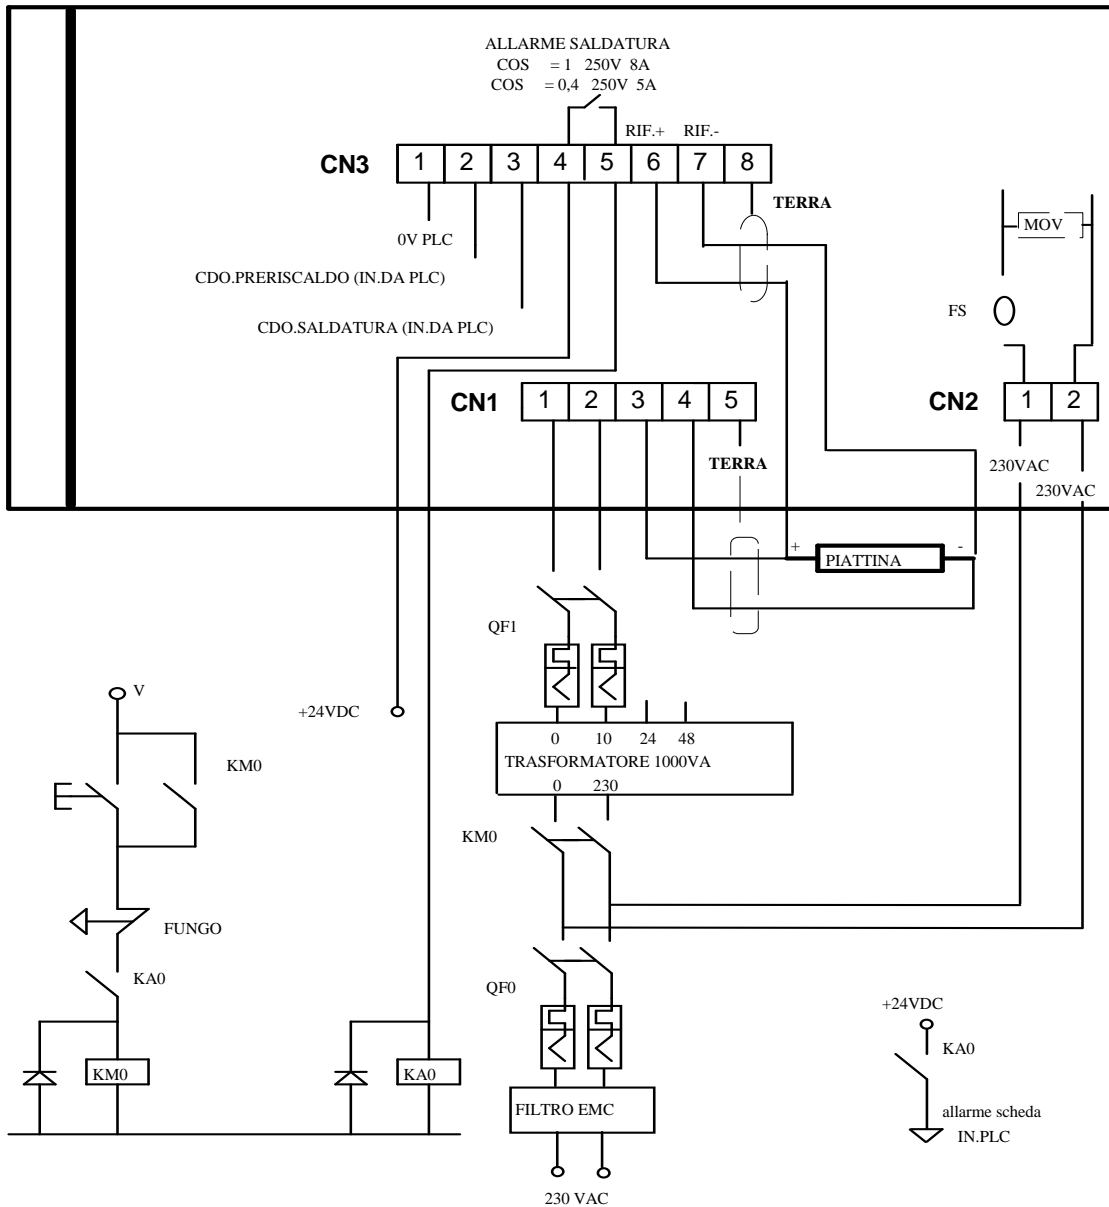 ALLARME SALDATURA
COS = 1 250V 8A
COS = 0,4 250V 5A
RIF.+ RIF.-
CN3 1 2 3 4 5 6 7 8
TERRA
0V PLC
CDO.PRERISCALDO (IN.DA PLC)
CDO.SALDATURA (IN.DA PLC)
MOV
FS
CN1 1 2 3 4 5
TERRA
CN2 1 2
230VAC
230VAC
+ PIATTINA -
QF1
V
+24VDC
0 10 24 48
TRASFORMATORE 1000VA
0 230
KM0
KM0
FUNGO
KA0
QF0
KM0
KA0
FILTRO EMC
230 VAC
+24VDC
KA0
allarme scheda
IN.PLC